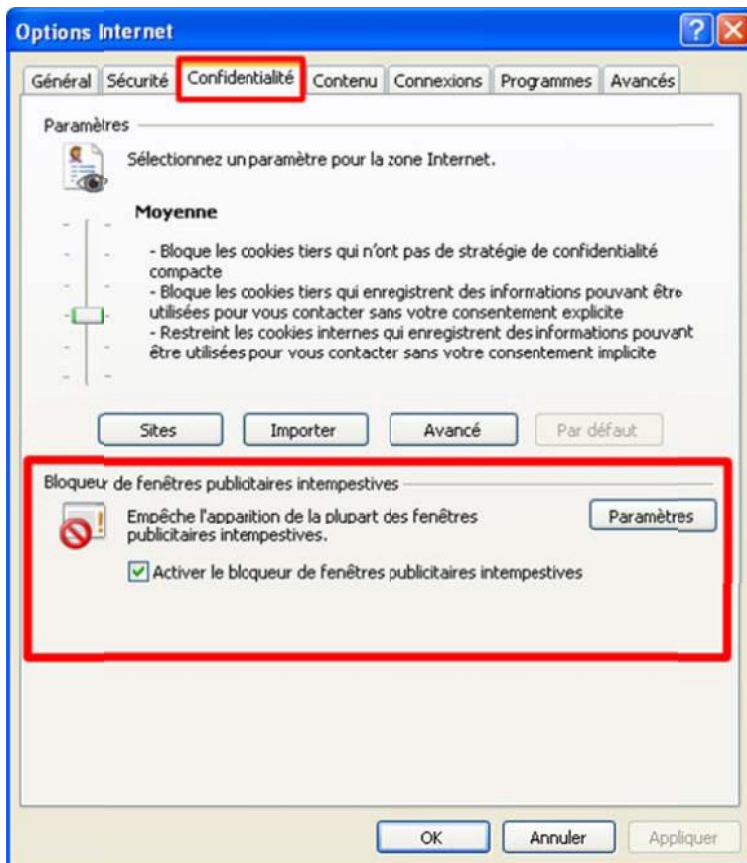 Options Internet
Général Sécurité Confidentialité Contenu Connexions Programmes Avancés
Paramètres
Sélectionnez un paramètre pour la zone Internet.
Moyenne
- Bloque les cookies tiers qui n'ont pas de stratégie de confidentialité
compacte
- Bloque les cookies tiers qui enregistrent des informations pouvant être
utilisées pour vous contacter sans votre consentement explicite
- Restreint les cookies internes qui enregistrent des informations pouvant
être utilisées pour vous contacter sans votre consentement implicite
Sites Importer Avancé Par défaut
Bloqueur de fenêtres publicitaires intempestives
Empêche l'apparition de la plupart des fenêtres
publicitaires intempestives.
Paramètres
Activer le bloqueur de fenêtres publicitaires intempestives
OK Annuler Appliquer